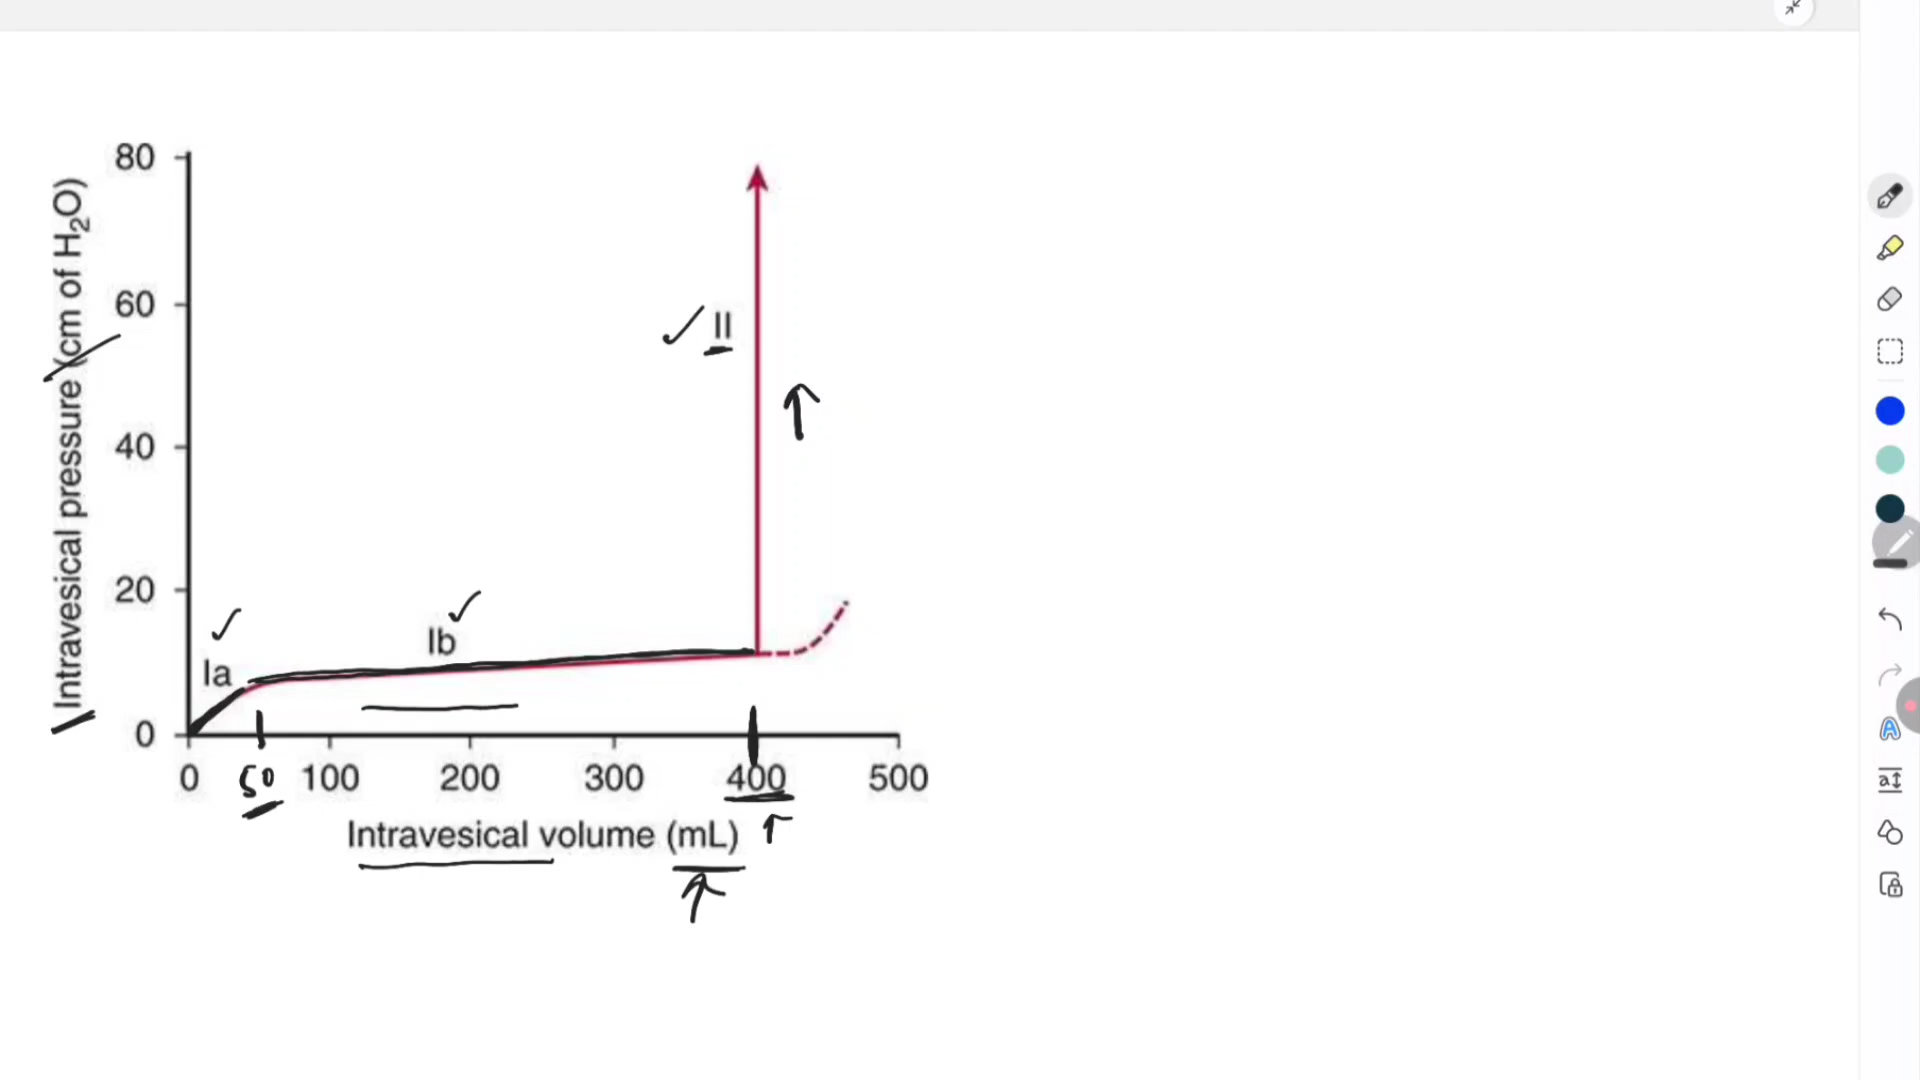 Intravesical pressure (cm of H₂O)
80
60
40
20
0
Ia
Ib
II
0 50 100 200 300 400 500
Intravesical volume (mL)